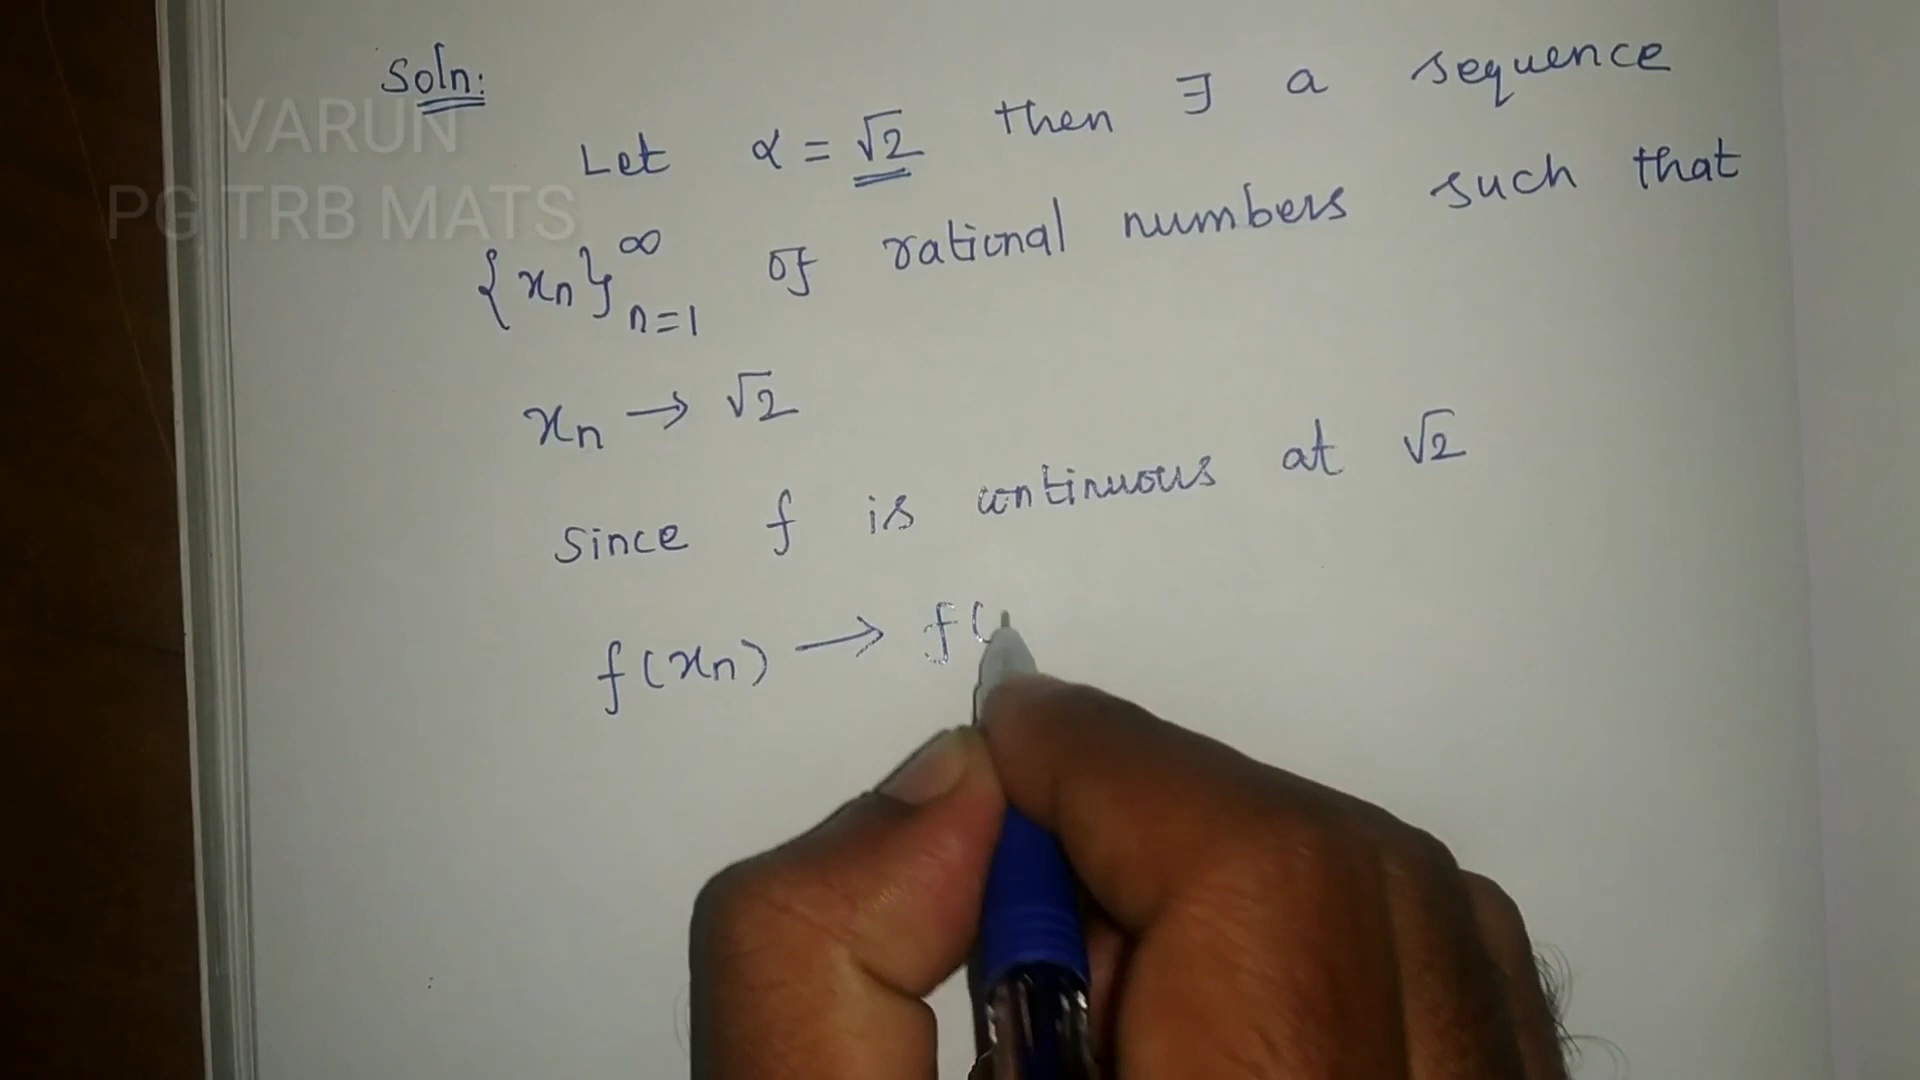 Soln:
VARUN
PG TRB MATS
Let α = √2 then ∃ a sequence
{xn}∞n=1 of rational numbers such that
xn → √2
Since f is continuous at √2
f(xn) → f(